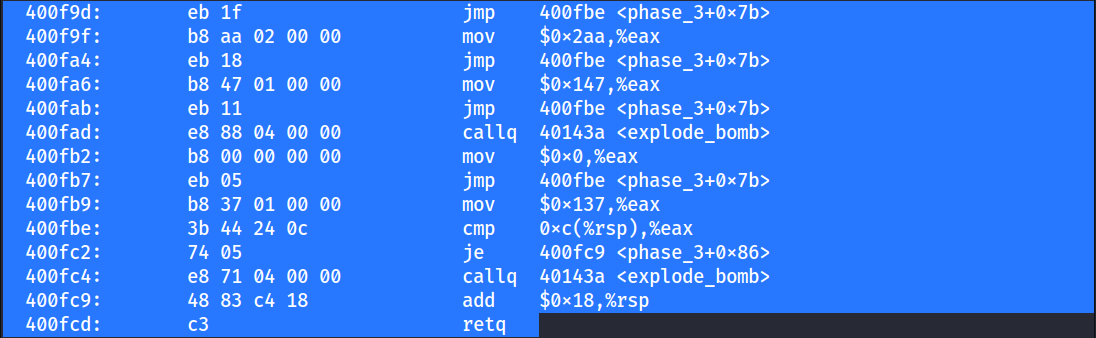 400f9d: eb 1f jmp 400fbe <phase_3+0×7b>
400f9f: b8 aa 02 00 00 mov $0×2aa,%eax
400fa4: eb 18 jmp 400fbe <phase_3+0×7b>
400fa6: b8 47 01 00 00 mov $0×147,%eax
400fab: eb 11 jmp 400fbe <phase_3+0×7b>
400fad: e8 88 04 00 00 callq 40143a <explode_bomb>
400fb2: b8 00 00 00 00 mov $0×0,%eax
400fb7: eb 05 jmp 400fbe <phase_3+0×7b>
400fb9: b8 37 01 00 00 mov $0×137,%eax
400fbe: 3b 44 24 0c cmp 0×c(%rsp),%eax
400fc2: 74 05 je 400fc9 <phase_3+0×86>
400fc4: e8 71 04 00 00 callq 40143a <explode_bomb>
400fc9: 48 83 c4 18 add $0×18,%rsp
400fcd: c3 retq